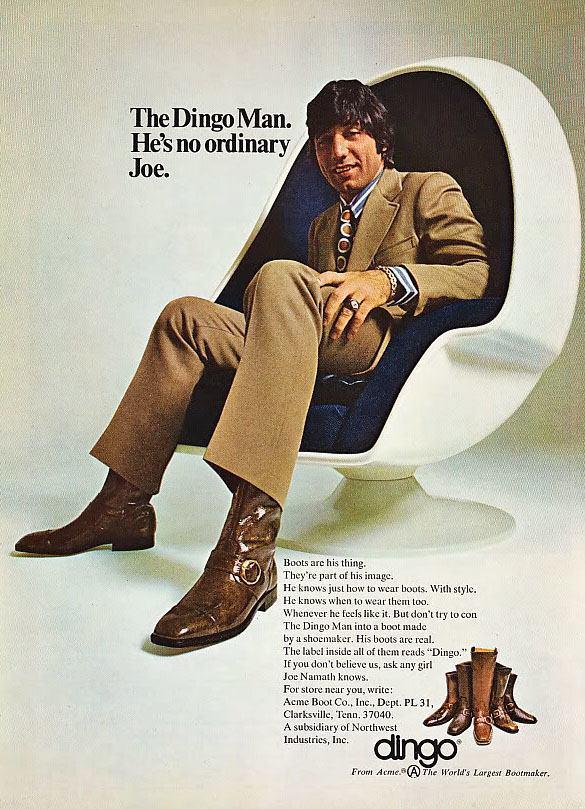 The Dingo Man.
He's no ordinary
Joe.
Boots are his thing.
They're part of his image.
He knows just how to wear boots. With style.
He knows when to wear them too.
Whenever he feels like it. But don't try to con
The Dingo Man into a boot made
by a shoemaker. His boots are real.
The label inside all of them reads “Dingo.”
If you don't believe us, ask any girl
Joe Namath knows.
For store near you, write:
Acme Boot Co., Inc., Dept. PL 31,
Clarksville, Tenn. 37040.
A subsidiary of Northwest
Industries, Inc.
dingo®
From Acme.® A The World's Largest Bootmaker.